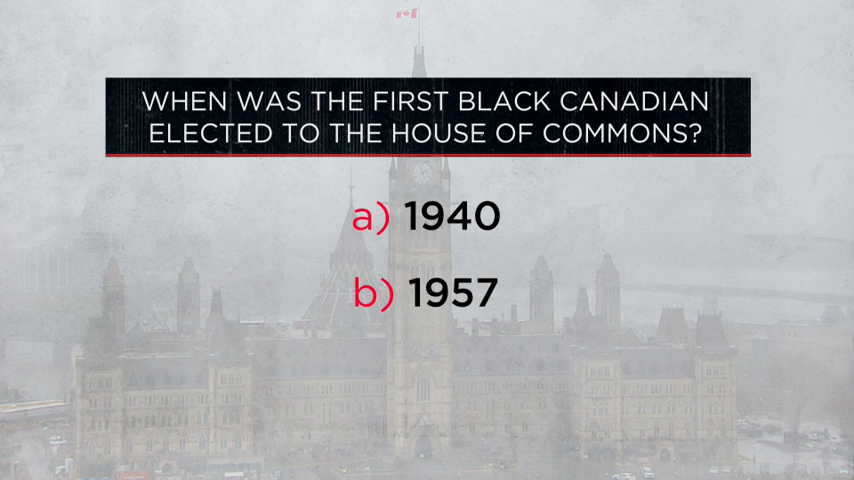 WHEN WAS THE FIRST BLACK CANADIAN
ELECTED TO THE HOUSE OF COMMONS?
a) 1940
b) 1957